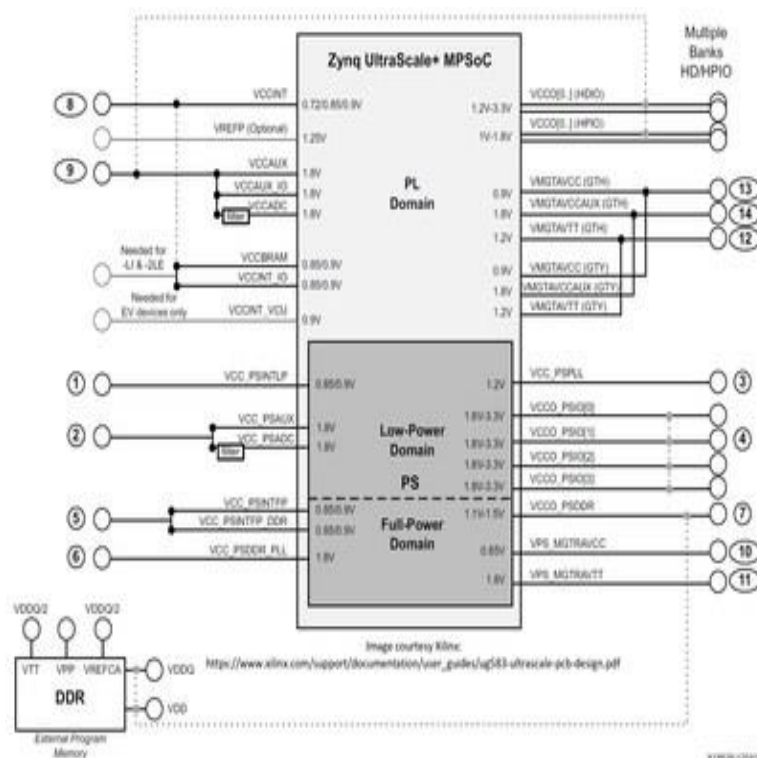 Zynq UltraScale+ MPSoC
Multiple
Banks
HD/HPIO
8
VCCINT
0.72/0.85/0.9V
1.2V-3.3V
VCCO[0..] (HDIO)
VREFP (Optional)
1.25V
1V-1.8V
VCCO[0..] (HPIO)
9
VCCAUX
1.8V
VCCAUX_IO
1.8V
VCCADC
filter
1.8V
PL
Domain
0.9V
VMGTAVCC (GTH)
13
1.8V
VMGTAVCCAUX (GTH)
14
1.2V
VMGTAVTT (GTH)
12
Needed for
-LI & -2LE
VCCBRAM
0.85/0.9V
VCCINT_IO
0.85/0.9V
0.9V
VMGTAVCC (GTY)
1.8V
VMGTAVCCAUX (GTY)
1.2V
VMGTAVTT (GTY)
Needed for
EV devices only
VCCINT_VCU
0.9V
1
VCC_PSINTLP
0.85/0.9V
1.2V
VCC_PSPLL
3
2
VCC_PSAUX
1.8V
VCC_PSADC
filter
1.8V
Low-Power
Domain
PS
1.8V-3.3V
VCCO_PSIO[0]
1.8V-3.3V
VCCO_PSIO[1]
4
1.8V-3.3V
VCCO_PSIO[2]
1.8V-3.3V
VCCO_PSIO[3]
5
VCC_PSINTFP
0.85/0.9V
VCC_PSINTFP_DDR
0.85/0.9V
6
VCC_PSDDR_PLL
1.8V
Full-Power
Domain
1.1V-1.5V
VCCO_PSDDR
7
0.85V
VPS_MGTRAVCC
10
1.8V
VPS_MGTRAVTT
11
Image courtesy Xilinx:
https://www.xilinx.com/support/documentation/user_guides/ug583-ultrascale-pcb-design.pdf
VDDQ/2
VDDQ/2
VTT
VPP
VREFCA
VDDQ
DDR
VDD
External Program
Memory